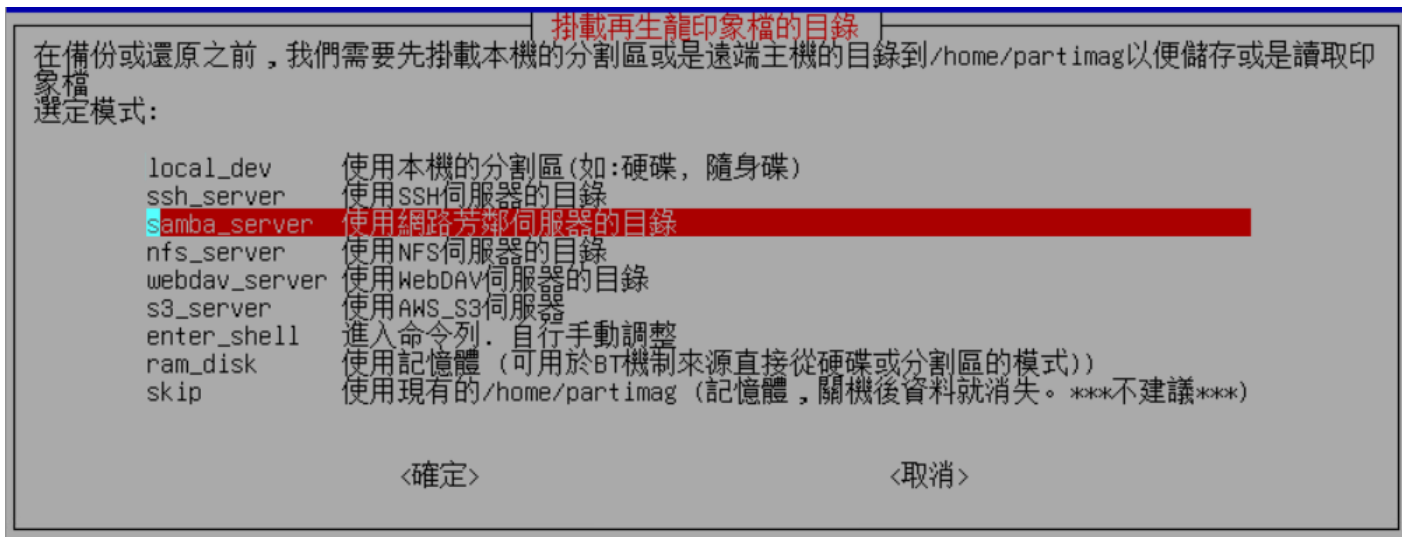 掛載再生龍印象檔的目錄
在備份或還原之前，我們需要先掛載本機的分割區或是遠端主機的目錄到/home/partimag以便儲存或是讀取印
象檔
選定模式:
local_dev 使用本機的分割區(如:硬碟, 隨身碟)
ssh_server 使用SSH伺服器的目錄
samba_server 使用網路芳鄰伺服器的目錄
nfs_server 使用NFS伺服器的目錄
webdav_server 使用WebDAV伺服器的目錄
s3_server 使用AWS_S3伺服器
enter_shell 進入命令列. 自行手動調整
ram_disk 使用記憶體 (可用於BT機制來源直接從硬碟或分割區的模式))
skip 使用現有的/home/partimag (記憶體，關機後資料就消失。***不建議***)
<確定> <取消>